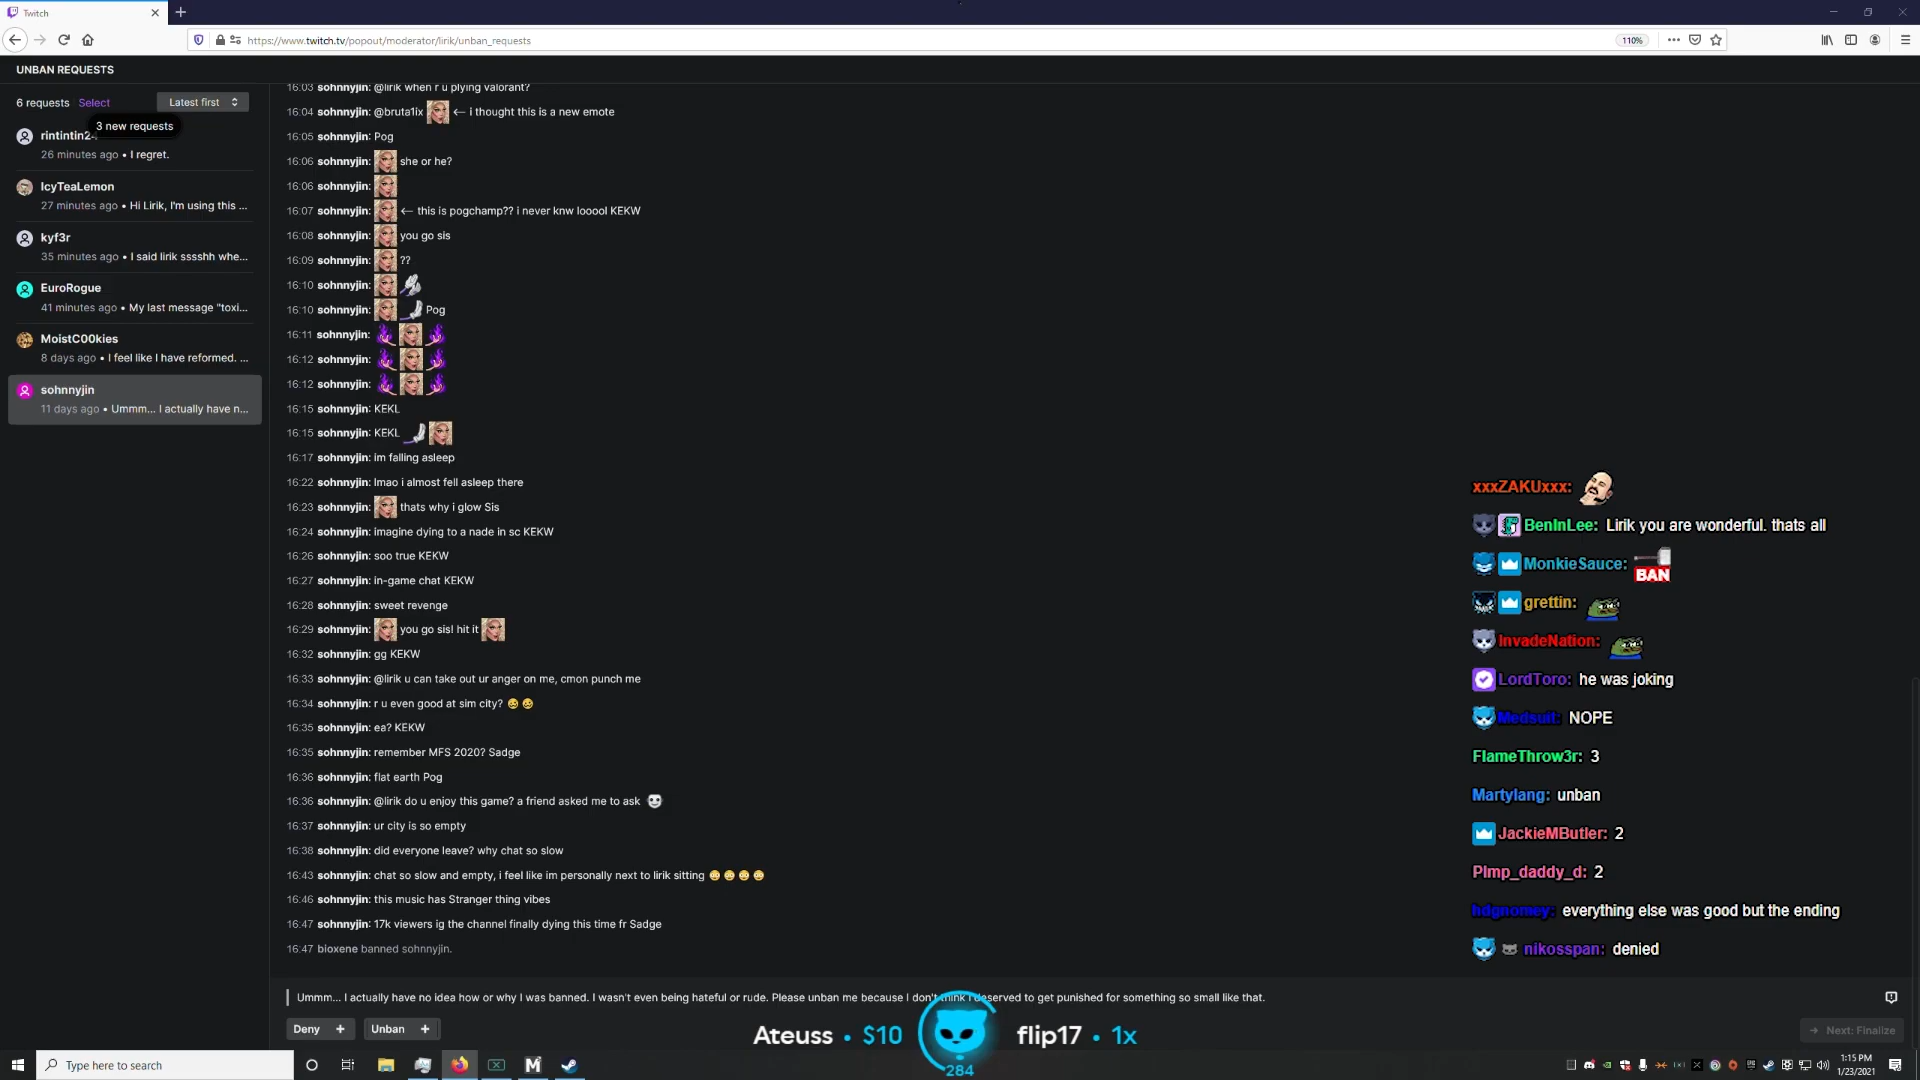 Twitch
https://www.twitch.tv/popout/moderator/lirik/unban_requests
110%
UNBAN REQUESTS
6 requests Select Latest first
3 new requests
rintintin2
26 minutes ago • I regret.
IcyTeaLemon
27 minutes ago • Hi Lirik, I'm using this ...
kyf3r
35 minutes ago • I said lirik sssshh whe...
EuroRogue
41 minutes ago • My last message "toxi...
MoistC00kies
8 days ago • I feel like I have reformed. ...
sohnnyjin
11 days ago • Ummm... I actually have n...
16:03 sohnnyjin: @lirik when r u plying valorant?
16:04 sohnnyjin: @bruta1ix <- i thought this is a new emote
16:05 sohnnyjin: Pog
16:06 sohnnyjin: she or he?
16:06 sohnnyjin:
16:07 sohnnyjin: <- this is pogchamp?? i never knw looool KEKW
16:08 sohnnyjin: you go sis
16:09 sohnnyjin: ??
16:10 sohnnyjin:
16:10 sohnnyjin: Pog
16:11 sohnnyjin:
16:12 sohnnyjin:
16:12 sohnnyjin:
16:15 sohnnyjin: KEKL
16:15 sohnnyjin: KEKL
16:17 sohnnyjin: im falling asleep
16:22 sohnnyjin: lmao i almost fell asleep there
16:23 sohnnyjin: thats why i glow Sis
16:24 sohnnyjin: imagine dying to a nade in sc KEKW
16:26 sohnnyjin: soo true KEKW
16:27 sohnnyjin: in-game chat KEKW
16:28 sohnnyjin: sweet revenge
16:29 sohnnyjin: you go sis! hit it
16:32 sohnnyjin: gg KEKW
16:33 sohnnyjin: @lirik u can take out ur anger on me, cmon punch me
16:34 sohnnyjin: r u even good at sim city?
16:35 sohnnyjin: ea? KEKW
16:35 sohnnyjin: remember MFS 2020? Sadge
16:36 sohnnyjin: flat earth Pog
16:36 sohnnyjin: @lirik do u enjoy this game? a friend asked me to ask
16:37 sohnnyjin: ur city is so empty
16:38 sohnnyjin: did everyone leave? why chat so slow
16:43 sohnnyjin: chat so slow and empty, i feel like im personally next to lirik sitting
16:46 sohnnyjin: this music has Stranger thing vibes
16:47 sohnnyjin: 17k viewers ig the channel finally dying this time fr Sadge
16:47 bioxene banned sohnnyjin.
Ummm... I actually have no idea how or why I was banned. I wasn't even being hateful or rude. Please unban me because I don't think I deserved to get punished for something so small like that.
Deny + Unban +
Next: Finalize
xxxZAKUxxx:
BenInLee: Lirik you are wonderful. thats all
MonkieSauce: BAN
grettin:
InvadeNation:
LordToro: he was joking
Medsuit: NOPE
FlameThrow3r: 3
Martylang: unban
JackieMButler: 2
PImp_daddy_d: 2
hdgnomey: everything else was good but the ending
nikosspan: denied
Ateuss • $10
284
flip17 • 1x
Type here to search
1:15 PM
1/23/2021